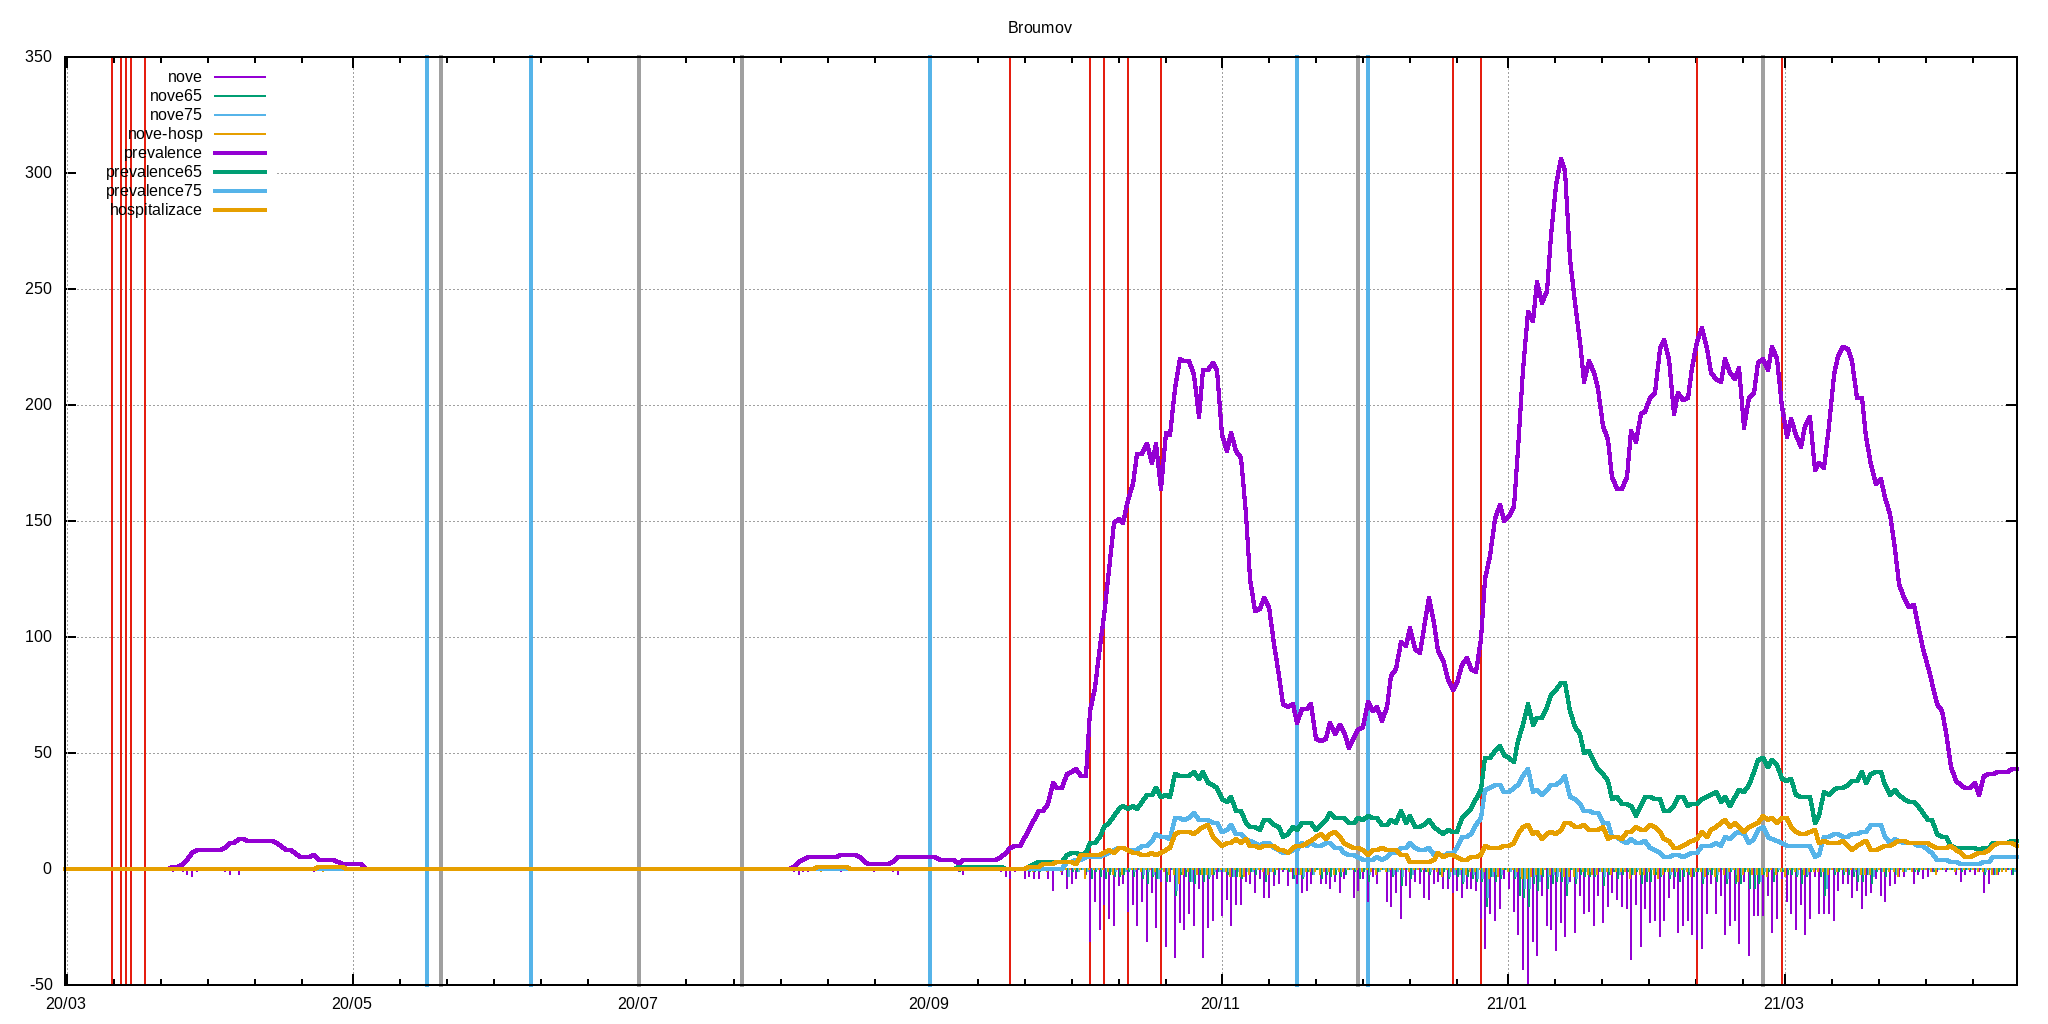 Broumov
350
300
250
200
150
100
50
0
-50
nove
nove65
nove75
nove-hosp
prevalence
prevalence65
prevalence75
hospitalizace
20/03 20/05 20/07 20/09 20/11 21/01 21/03